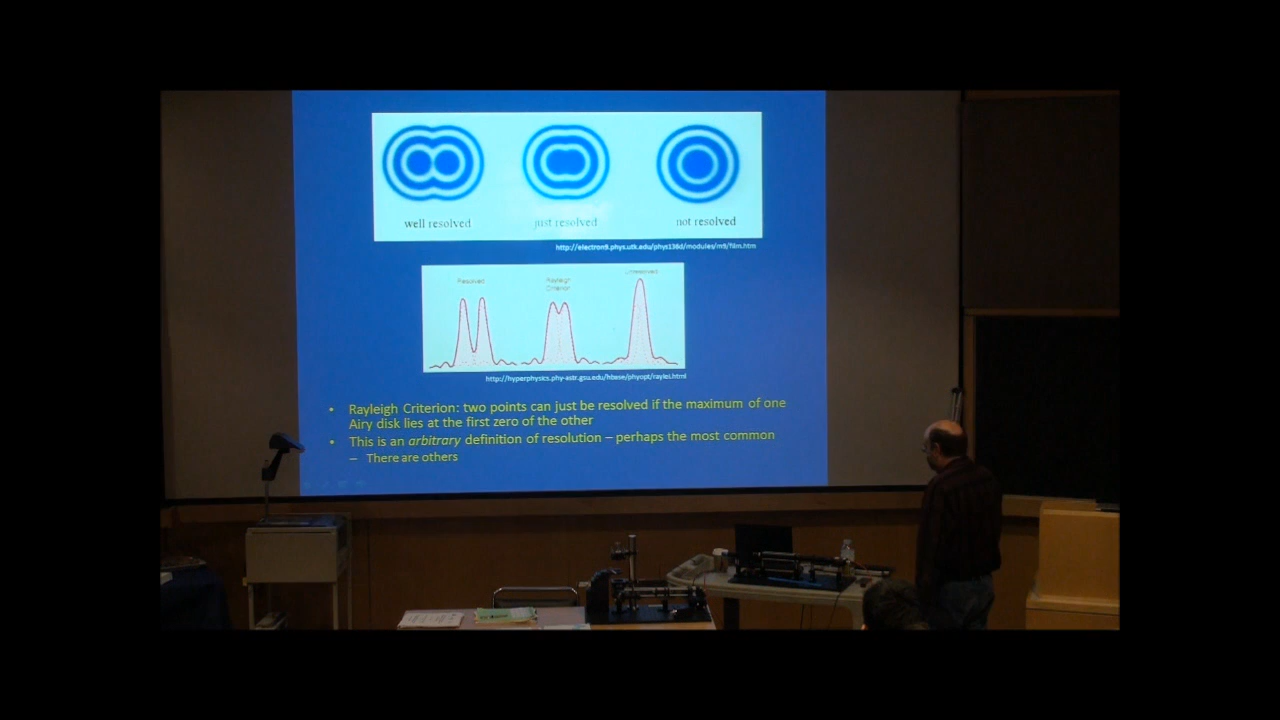 well resolved just resolved not resolved
http://electron9.phys.utk.edu/phys136d/modules/m9/film.htm
Resolved Rayleigh Criterion Unresolved
http://hyperphysics.phy-astr.gsu.edu/hbase/phyopt/raylei.html
• Rayleigh Criterion: two points can just be resolved if the maximum of one
Airy disk lies at the first zero of the other
• This is an arbitrary definition of resolution – perhaps the most common
– There are others